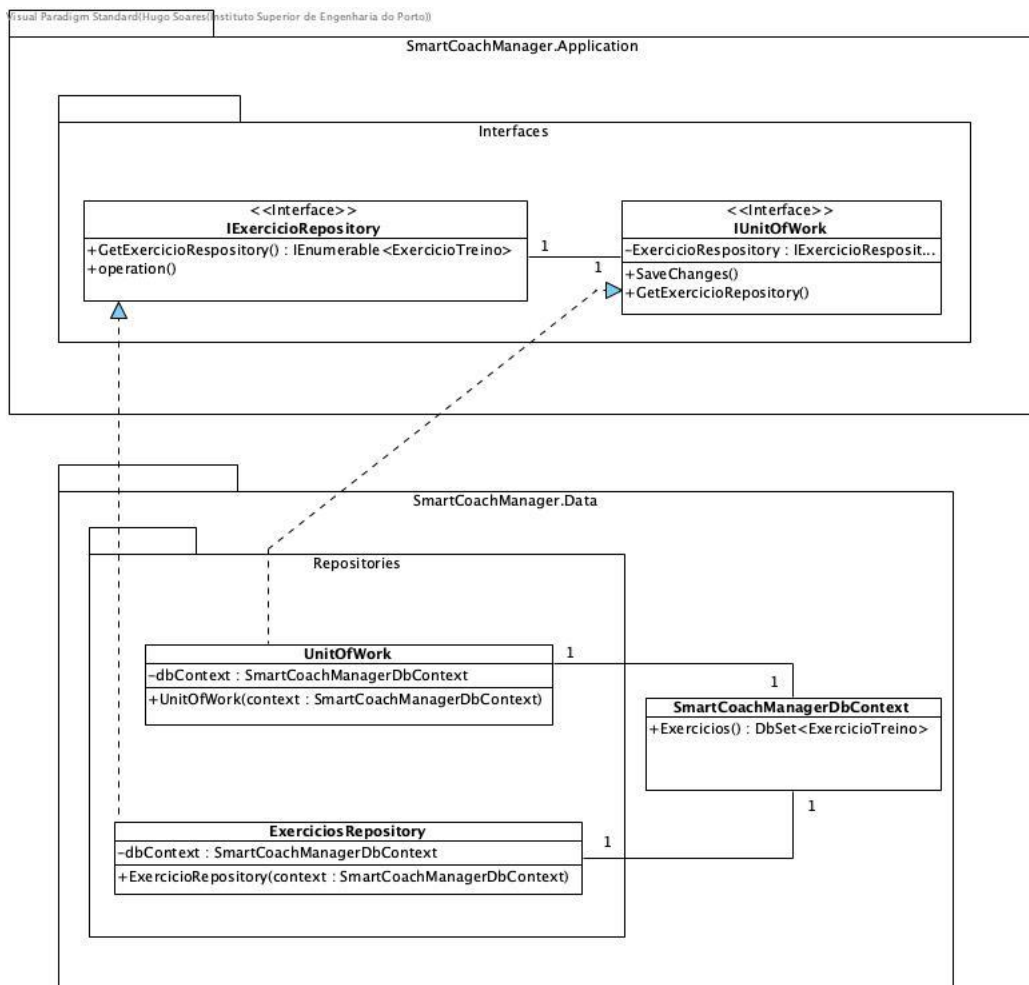 Visual Paradigm Standard(Hugo Soares(Instituto Superior de Engenharia do Porto))
SmartCoachManager.Application
Interfaces
<<Interface>>
IExercicioRepository
+GetExercicioRespository() : IEnumerable<ExercicioTreino>
+operation()
1
1
<<Interface>>
IUnitOfWork
-ExercicioRespository : IExercicioResposit...
+SaveChanges()
+GetExercicioRepository()
SmartCoachManager.Data
Repositories
UnitOfWork
-dbContext : SmartCoachManagerDbContext
+UnitOfWork(context : SmartCoachManagerDbContext)
1
1
SmartCoachManagerDbContext
+Exercicios() : DbSet<ExercicioTreino>
1
1
ExerciciosRepository
-dbContext : SmartCoachManagerDbContext
+ExercicioRepository(context : SmartCoachManagerDbContext)